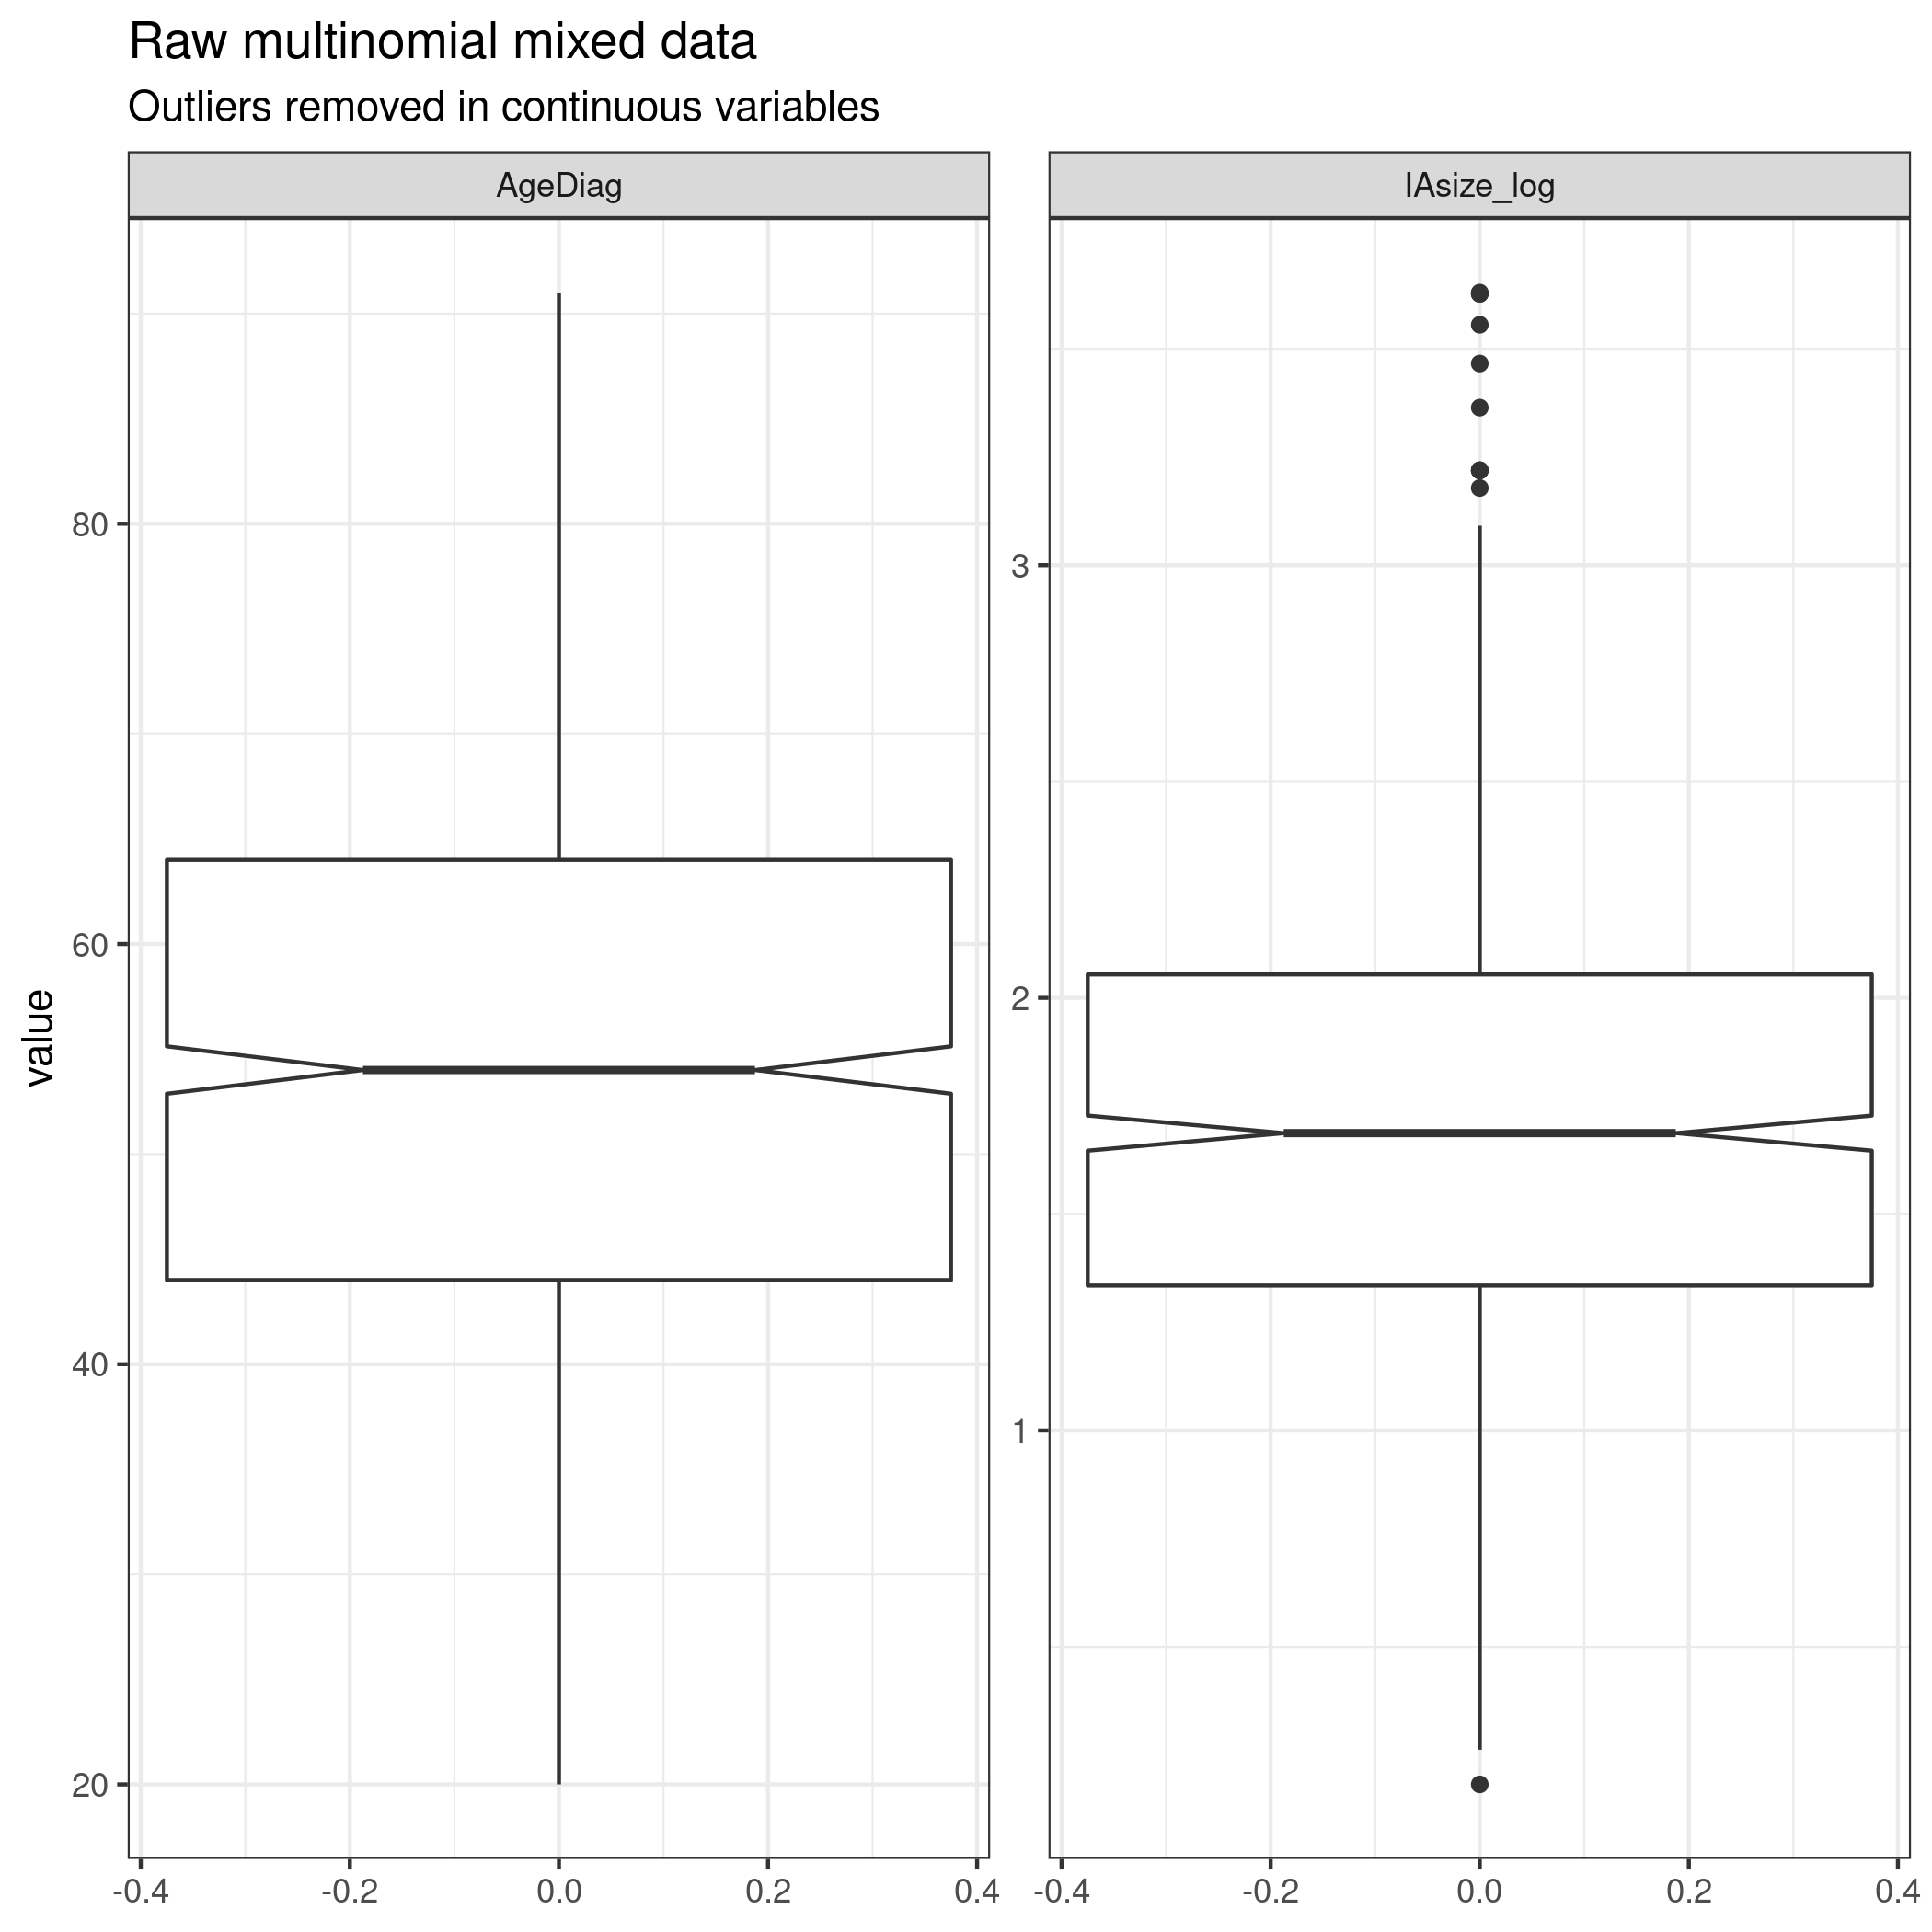 Raw multinomial mixed data
Outliers removed in continuous variables
AgeDiag
IAsize_log
value
80
60
40
20
3
2
1
-0.4 -0.2 0.0 0.2 0.4
-0.4 -0.2 0.0 0.2 0.4